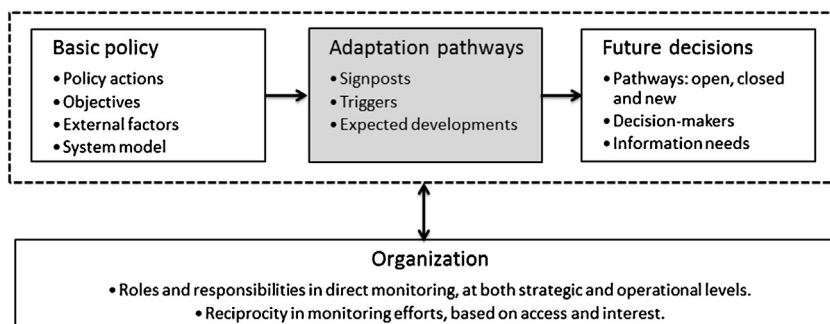 Basic policy
• Policy actions
• Objectives
• External factors
• System model
Adaptation pathways
• Signposts
• Triggers
• Expected developments
Future decisions
• Pathways: open, closed
and new
• Decision-makers
• Information needs
Organization
• Roles and responsibilities in direct monitoring, at both strategic and operational levels.
• Reciprocity in monitoring efforts, based on access and interest.